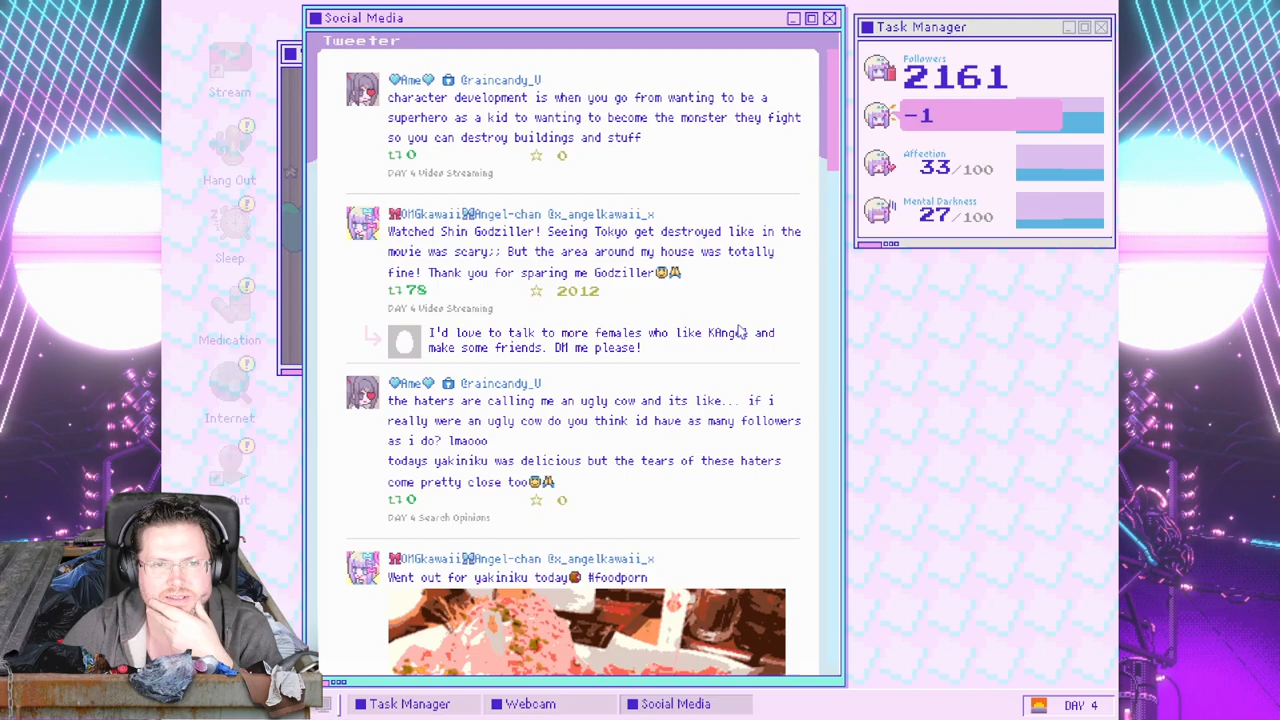 Social Media
Tweeter
Ame @raincandy_U
character development is when you go from wanting to be a
superhero as a kid to wanting to become the monster they fight
so you can destroy buildings and stuff
0 0
DAY 4 Video Streaming
OMGkawaii Angel-chan @x_angelkawaii_x
Watched Shin Godziller! Seeing Tokyo get destroyed like in the
movie was scary;; But the area around my house was totally
fine! Thank you for sparing me Godziller
78 2012
DAY 4 Video Streaming
I'd love to talk to more females who like KAngel and
make some friends. DM me please!
Ame @raincandy_U
the haters are calling me an ugly cow and its like... if i
really were an ugly cow do you think id have as many followers
as i do? lmaooo
todays yakiniku was delicious but the tears of these haters
come pretty close too
0 0
DAY 4 Search Opinions
OMGkawaii Angel-chan @x_angelkawaii_x
Went out for yakiniku today #foodporn
Task Manager
Followers
2161
-1
Affection
33/100
Mental Darkness
27/100
Stream
Hang Out
Sleep
Medication
Internet
Task Manager
Webcam
Social Media
DAY 4